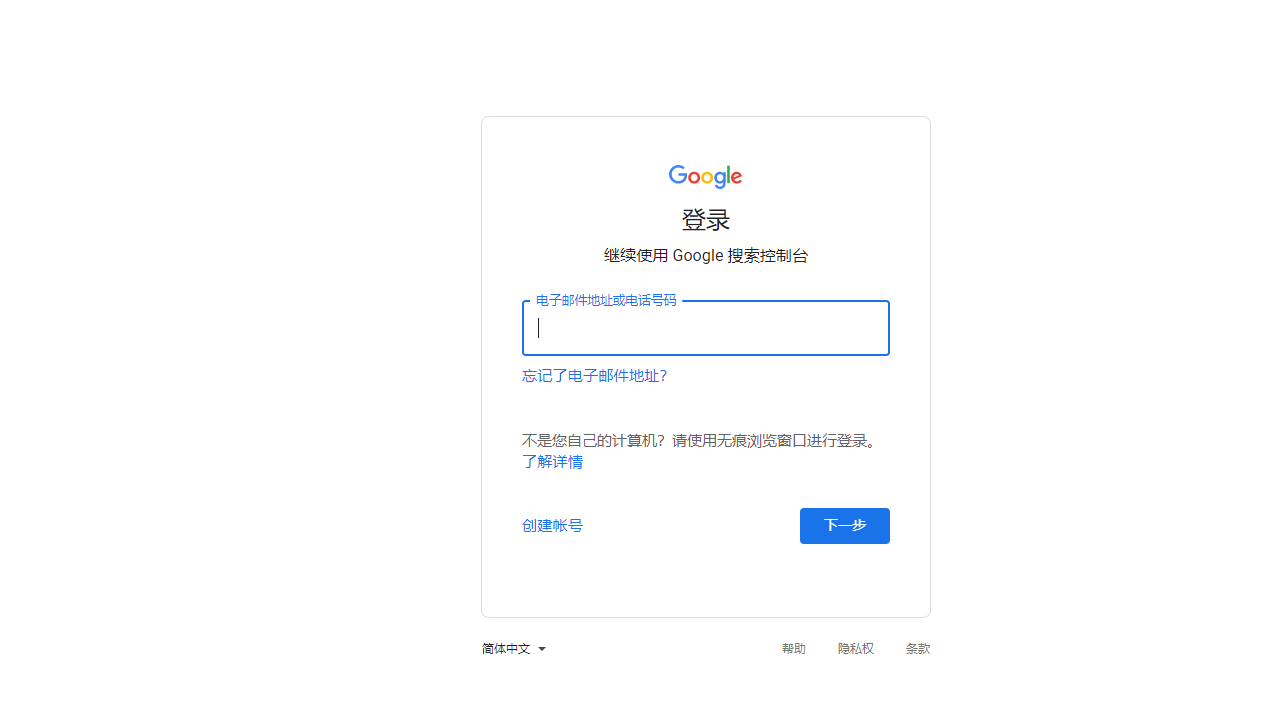 Google
登录
继续使用 Google 搜索控制台
电子邮件地址或电话号码
忘记了电子邮件地址?
不是您自己的计算机？请使用无痕浏览窗口进行登录。
了解详情
创建帐号 下一步
简体中文 帮助 隐私权 条款